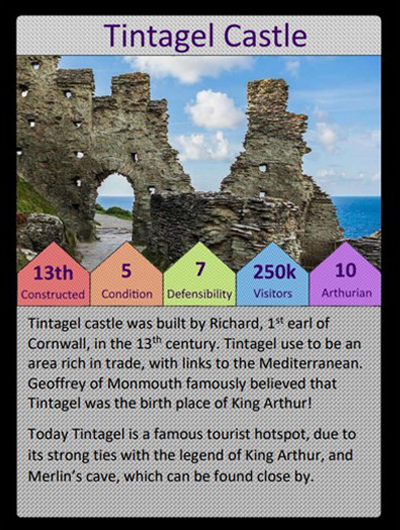 Tintagel Castle
13th 5 7 250k 10
Constructed Condition Defensibility Visitors Arthurian
Tintagel castle was built by Richard, 1st earl of
Cornwall, in the 13th century. Tintagel use to be an
area rich in trade, with links to the Mediterranean.
Geoffrey of Monmouth famously believed that
Tintagel was the birth place of King Arthur!
Today Tintagel is a famous tourist hotspot, due to
its strong ties with the legend of King Arthur, and
Merlin's cave, which can be found close by.